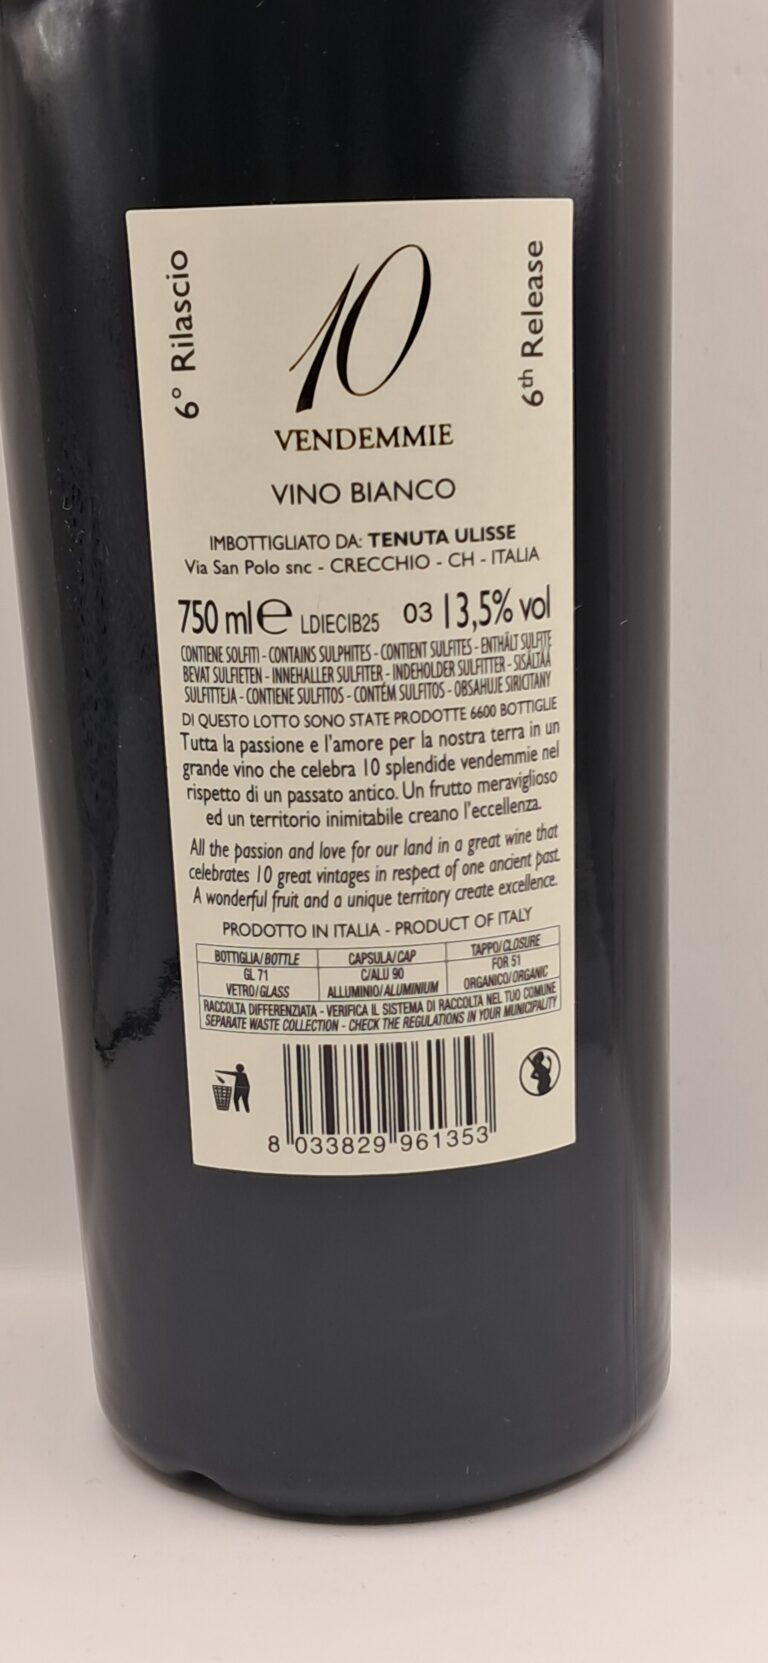 6° Rilascio
6th Release
10
VENDEMMIE
VINO BIANCO
IMBOTTIGLIATO DA: TENUTA ULISSE
Via San Polo snc - CRECCHIO - CH - ITALIA
750 ml e LDIECIB25 03 13,5% vol
CONTIENE SOLFITI - CONTAINS SULPHITES - CONTIENT SULFITES - ENTHÄLT SULFITE
BEVAT SULFIETEN - INNEHALLER SULFITER - INDEHOLDER SULFITTER - SISÄLTÄÄ
SULFITTEJA - CONTIENE SULFITOS - CONTÉM SULFITOS - OBSAHUJE SIRICITANY
DI QUESTO LOTTO SONO STATE PRODOTTE 6600 BOTTIGLIE
Tutta la passione e l'amore per la nostra terra in un
grande vino che celebra 10 splendide vendemmie nel
rispetto di un passato antico. Un frutto meraviglioso
ed un territorio inimitabile creano l'eccellenza.
All the passion and love for our land in a great wine that
celebrates 10 great vintages in respect of one ancient past.
A wonderful fruit and a unique territory create excellence.
PRODOTTO IN ITALIA - PRODUCT OF ITALY
BOTTIGLIA/BOTTLE CAPSULA/CAP TAPPO/CLOSURE
GL 71 C/ALU 90 FOR 51
VETRO/GLASS ALLUMINIO/ALUMINIUM ORGANICO/ORGANIC
RACCOLTA DIFFERENZIATA - VERIFICA IL SISTEMA DI RACCOLTA NEL TUO COMUNE
SEPARATE WASTE COLLECTION - CHECK THE REGULATIONS IN YOUR MUNICIPALITY
8 033829 961353